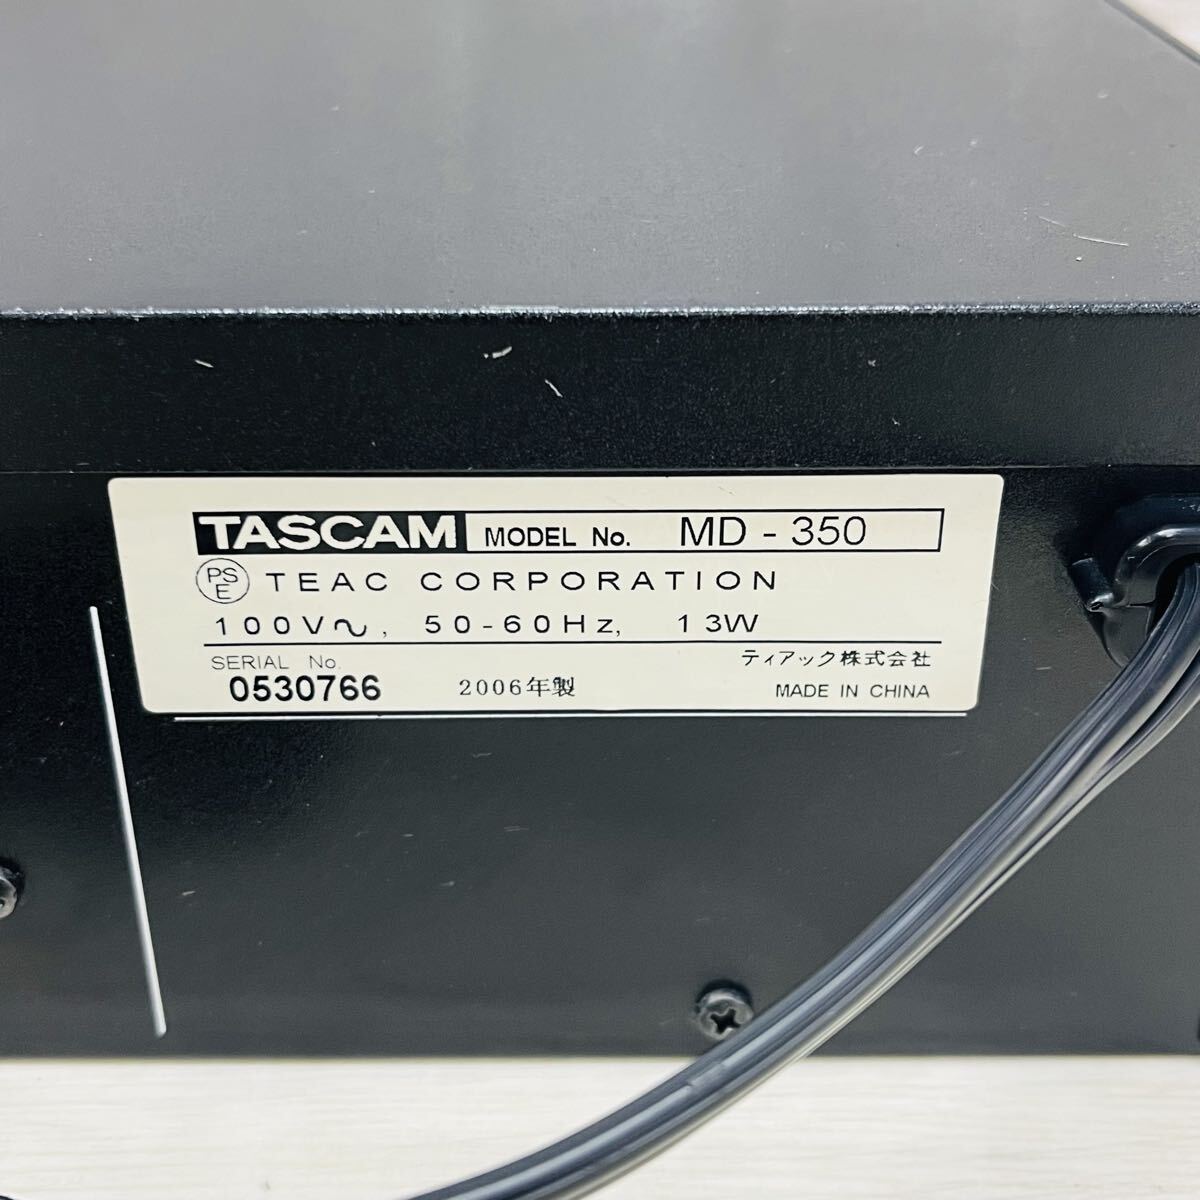 TASCAM MODEL No. MD - 350
PSE TEAC CORPORATION
100V～, 50-60Hz, 13W
SERIAL No. ティアック株式会社
0530766 2006年製 MADE IN CHINA